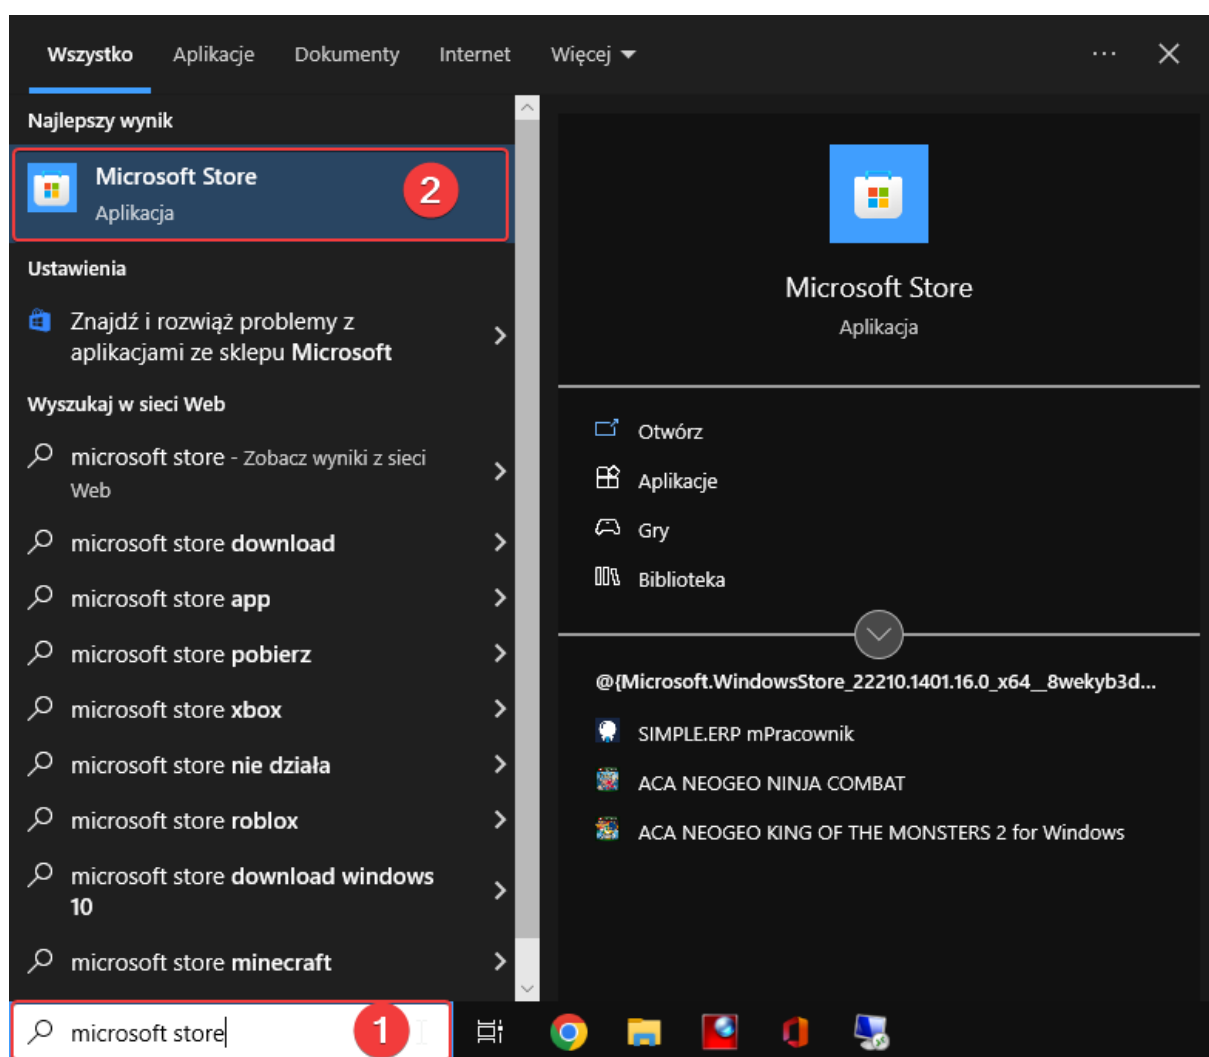 Wszystko Aplikacje Dokumenty Internet Więcej
Najlepszy wynik
Microsoft Store
Aplikacja
2
Ustawienia
Znajdź i rozwiąż problemy z
aplikacjami ze sklepu Microsoft
Wyszukaj w sieci Web
microsoft store - Zobacz wyniki z sieci
Web
microsoft store download
microsoft store app
microsoft store pobierz
microsoft store xbox
microsoft store nie działa
microsoft store roblox
microsoft store download windows
10
microsoft store minecraft
microsoft store
1
Microsoft Store
Aplikacja
Otwórz
Aplikacje
Gry
Biblioteka
@{Microsoft.WindowsStore_22210.1401.16.0_x64__8wekyb3d...
SIMPLE.ERP mPracownik
ACA NEOGEO NINJA COMBAT
ACA NEOGEO KING OF THE MONSTERS 2 for Windows